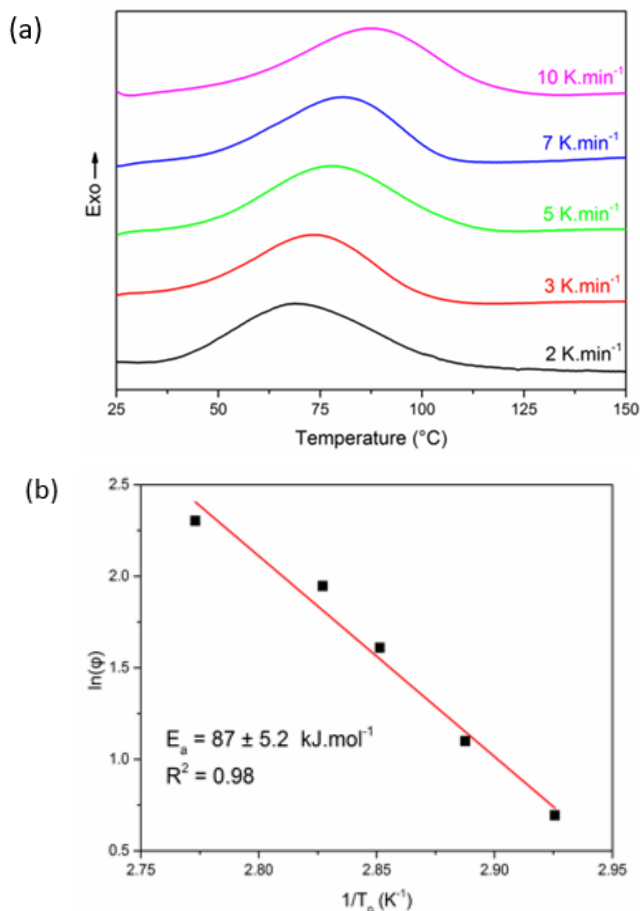 (a)
10 K.min⁻¹
7 K.min⁻¹
5 K.min⁻¹
3 K.min⁻¹
2 K.min⁻¹
Exo →
25 50 75 100 125 150
Temperature (°C)
(b)
2.5
2.0
1.5
1.0
0.5
ln(φ)
Eₐ = 87 ± 5.2 kJ.mol⁻¹
R² = 0.98
2.75 2.80 2.85 2.90 2.95
1/Tₚ (K⁻¹)